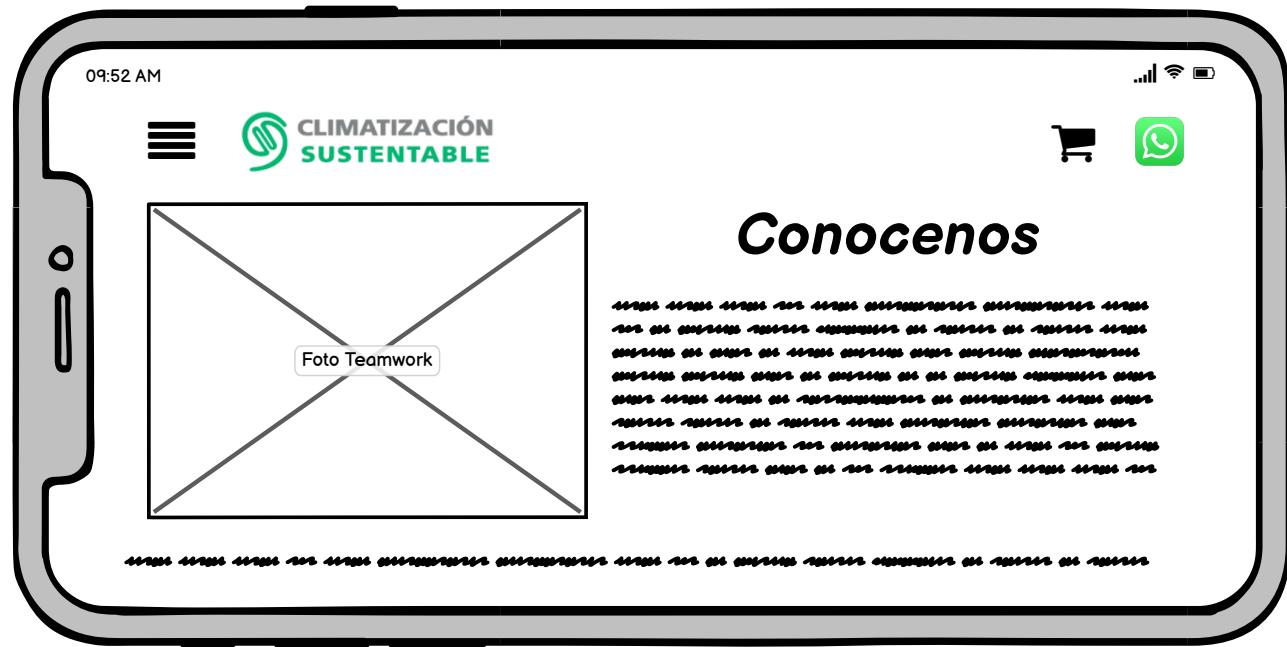 09:52 AM
CLIMATIZACIÓN
SUSTENTABLE
Conocenos
Foto Teamwork